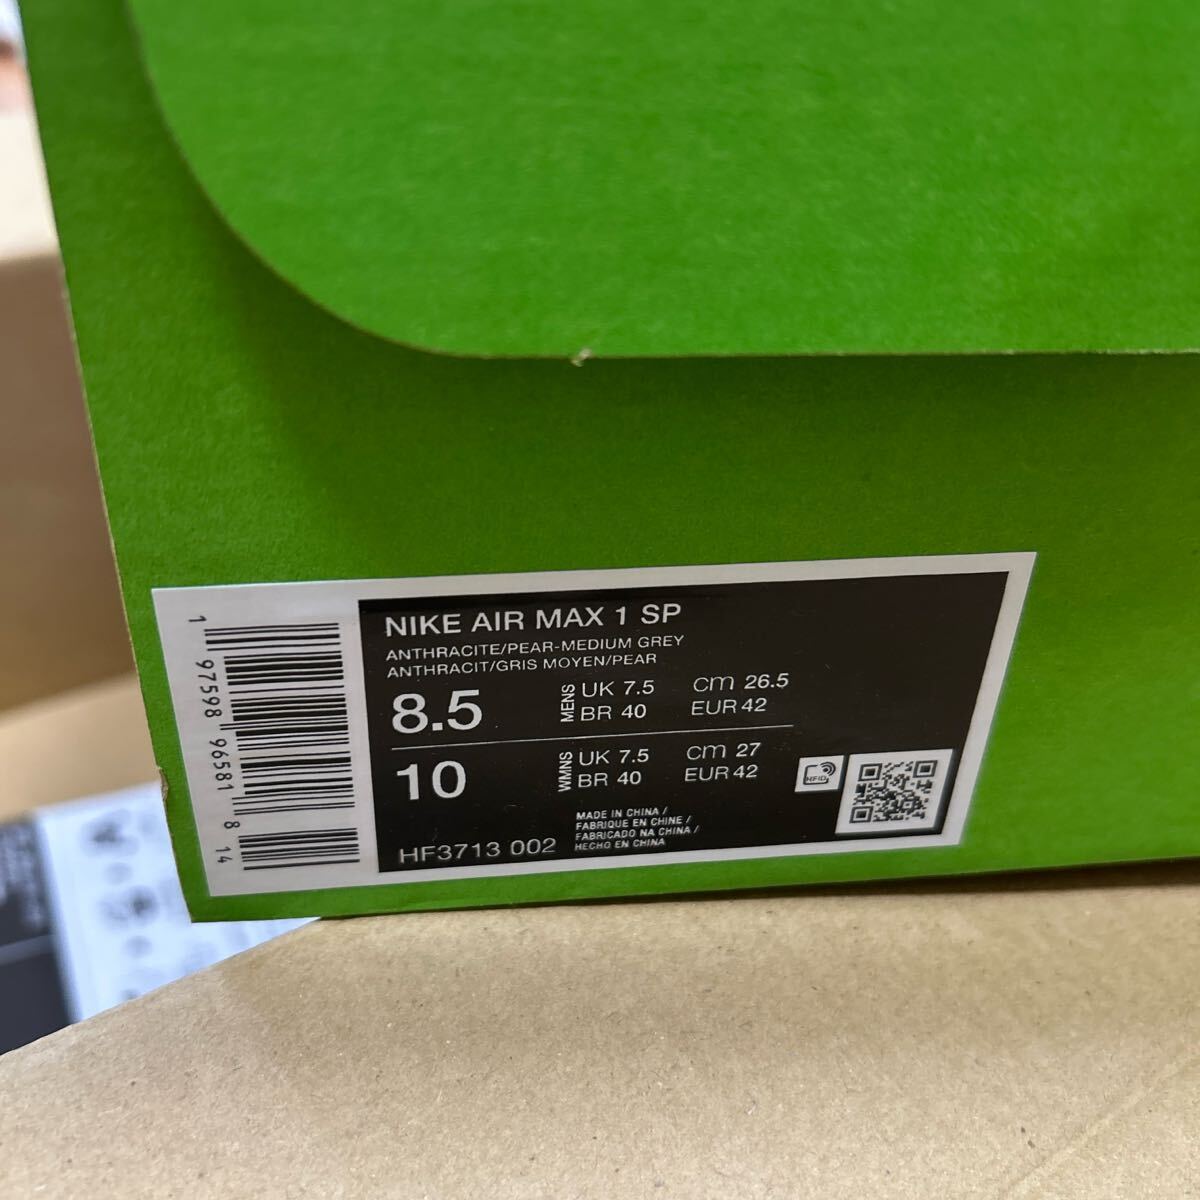 NIKE AIR MAX 1 SP
ANTHRACITE/PEAR-MEDIUM GREY
ANTHRACIT/GRIS MOYEN/PEAR
8.5 MENS UK 7.5 cm 26.5
BR 40 EUR 42
10 WMNS UK 7.5 cm 27
BR 40 EUR 42
HFID
HF3713 002
MADE IN CHINA /
FABRIQUE EN CHINE /
FABRICADO NA CHINA /
HECHO EN CHINA
1 97598 96581 8 14